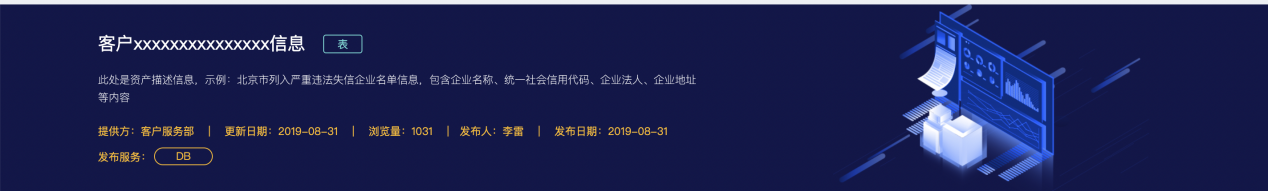 客户xxxxxxxxxxxxxxx信息 表
此处是资产描述信息，示例：北京市列入严重违法失信企业名单信息，包含企业名称、统一社会信用代码、企业法人、企业地址
等内容
提供方：客户服务部 | 更新日期：2019-08-31 | 浏览量：1031 | 发布人：李雷 | 发布日期：2019-08-31
发布服务： DB